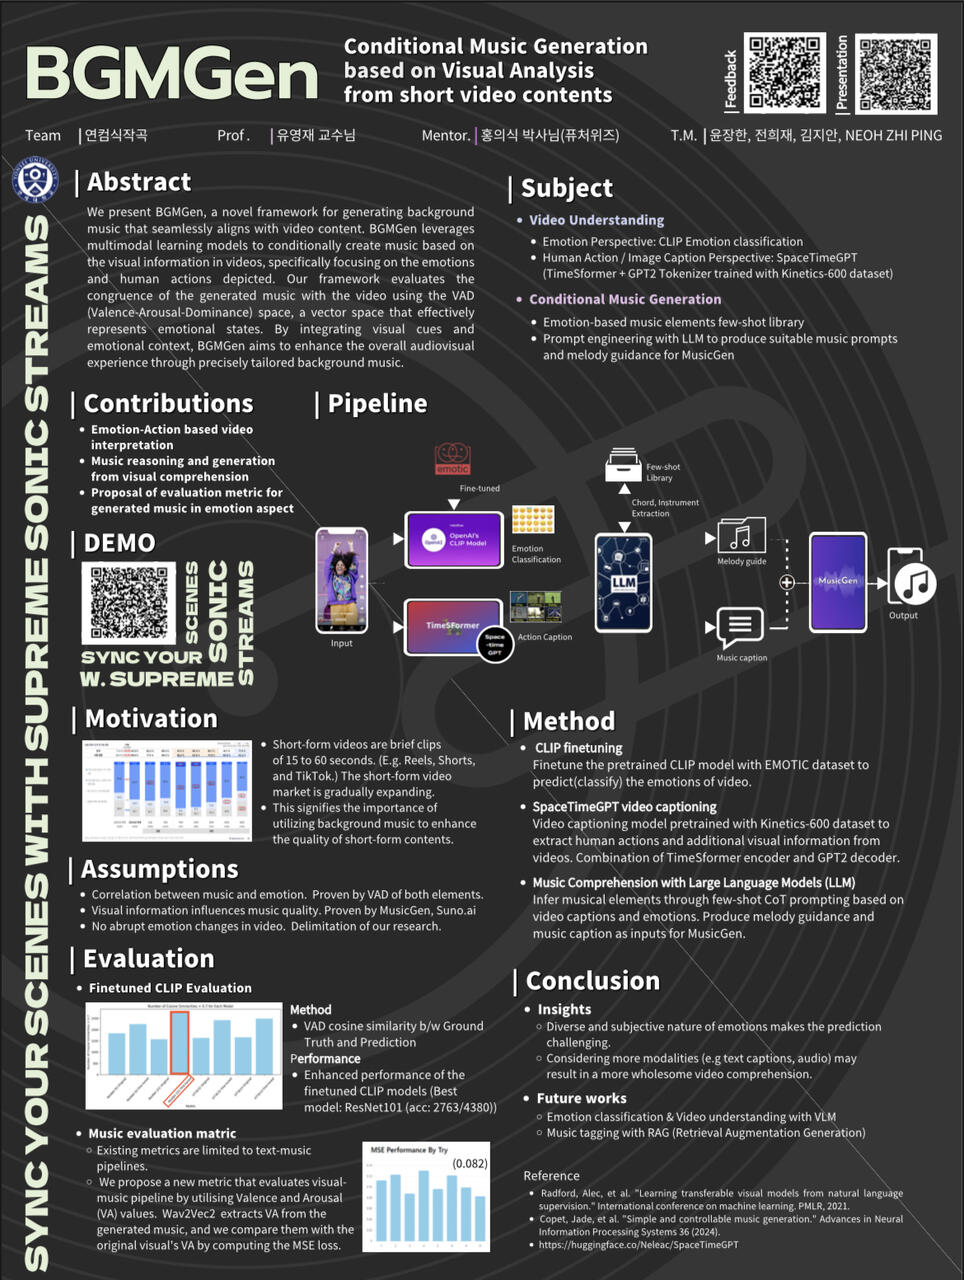 BGMGen
Conditional Music Generation
based on Visual Analysis
from short video contents
Feedback
Presentation
Team | 연컴식작곡
Prof. | 유영재 교수님
Mentor. | 홍의식 박사님(퓨처위즈)
T.M. | 윤장한, 전희재, 김지안, NEOH ZHI PING
SYNC YOUR SCENES WITH SUPREME SONIC STREAMS
| Abstract
We present BGMGen, a novel framework for generating background
music that seamlessly aligns with video content. BGMGen leverages
multimodal learning models to conditionally create music based on
the visual information in videos, specifically focusing on the emotions
and human actions depicted. Our framework evaluates the
congruence of the generated music with the video using the VAD
(Valence-Arousal-Dominance) space, a vector space that effectively
represents emotional states. By integrating visual cues and
emotional context, BGMGen aims to enhance the overall audiovisual
experience through precisely tailored background music.
| Subject
• Video Understanding
• Emotion Perspective: CLIP Emotion classification
• Human Action / Image Caption Perspective: SpaceTimeGPT
(TimeSformer + GPT2 Tokenizer trained with Kinetics-600 dataset)
• Conditional Music Generation
• Emotion-based music elements few-shot library
• Prompt engineering with LLM to produce suitable music prompts
and melody guidance for MusicGen
| Contributions
• Emotion-Action based video
interpretation
• Music reasoning and generation
from visual comprehension
• Proposal of evaluation metric for
generated music in emotion aspect
| Pipeline
emotic
Fine-tuned
OpenAI
OpenAI's
CLIP Model
Emotion
Classification
Input
TimeSFormer
Space
-time
GPT
Action Caption
Few-shot
Library
Chord, Instrument
Extraction
LLM
Melody guide
Music caption
MusicGen
Output
| DEMO
SYNC YOUR
SCENES
W. SUPREME
SONIC
STREAMS
| Motivation
• Short-form videos are brief clips
of 15 to 60 seconds. (E.g. Reels, Shorts,
and TikTok.) The short-form video
market is gradually expanding.
• This signifies the importance of
utilizing background music to enhance
the quality of short-form contents.
| Assumptions
• Correlation between music and emotion. Proven by VAD of both elements.
• Visual information influences music quality. Proven by MusicGen, Suno.ai
• No abrupt emotion changes in video. Delimitation of our research.
| Evaluation
• Finetuned CLIP Evaluation
Method
• VAD cosine similarity b/w Ground
Truth and Prediction
Performance
• Enhanced performance of the
finetuned CLIP models (Best
model: ResNet101 (acc: 2763/4380))
• Music evaluation matric
○ Existing metrics are limited to text-music
pipelines.
○ We propose a new metric that evaluates visual-
music pipeline by utilising Valence and Arousal
(VA) values. Wav2Vec2 extracts VA from the
generated music, and we compare them with the
original visual's VA by computing the MSE loss.
MSE Performance By Try
(0.082)
| Method
• CLIP finetuning
Finetune the pretrained CLIP model with EMOTIC dataset to
predict(classify) the emotions of video.
• SpaceTimeGPT video captioning
Video captioning model pretrained with Kinetics-600 dataset to
extract human actions and additional visual information from
videos. Combination of TimeSformer encoder and GPT2 decoder.
• Music Comprehension with Large Language Models (LLM)
Infer musical elements through few-shot CoT prompting based on
video captions and emotions. Produce melody guidance and
music caption as inputs for MusicGen.
| Conclusion
• Insights
○ Diverse and subjective nature of emotions makes the prediction
challenging.
○ Considering more modalities (e.g text captions, audio) may
result in a more wholesome video comprehension.
• Future works
○ Emotion classification & Video understanding with VLM
○ Music tagging with RAG (Retrieval Augmentation Generation)
Reference
• Radford, Alec, et al. "Learning transferable visual models from natural language
supervision." International conference on machine learning. PMLR, 2021.
• Copet, Jade, et al. "Simple and controllable music generation." Advances in Neural
Information Processing Systems 36 (2024).
• https://huggingface.co/Neleac/SpaceTimeGPT